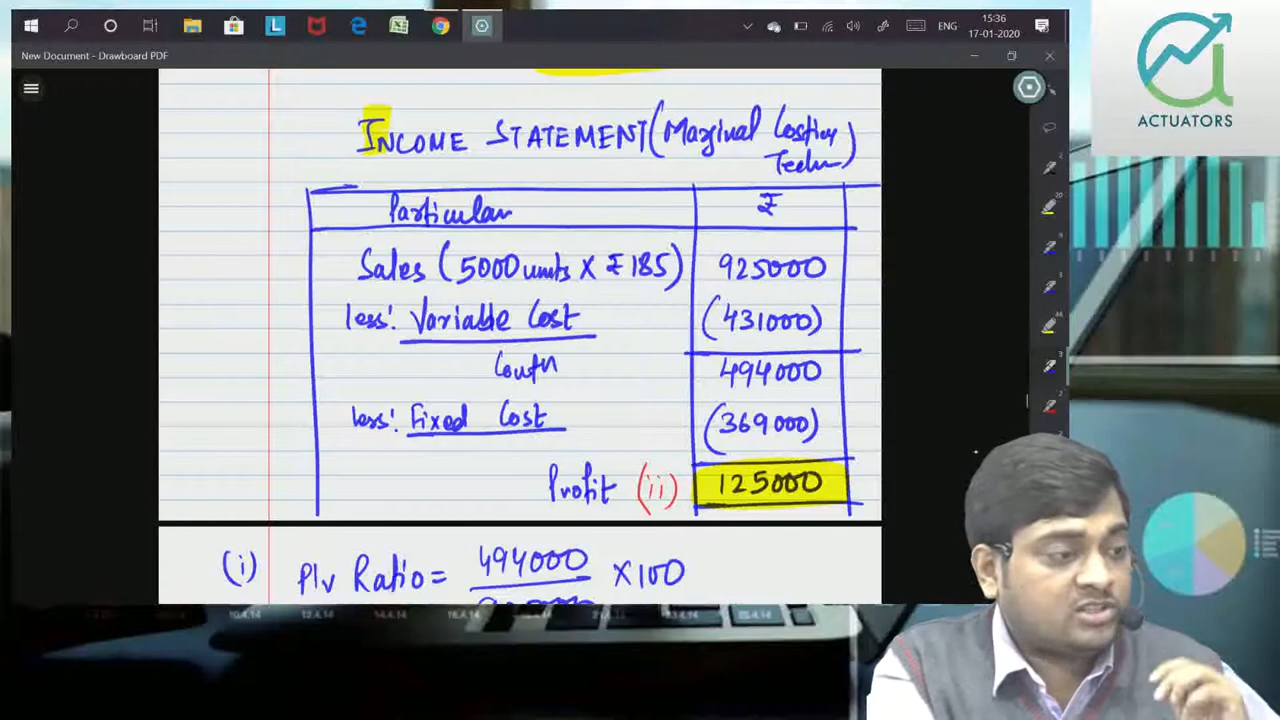 15:36
ENG
17-01-2020
New Document - Drawboard PDF
ACTUATORS
INCOME STATEMENT (Marginal Costing
Techn)
Particular ₹
Sales (5000 units X ₹185) 925000
less: Variable Cost (431000)
Contn 494000
less: Fixed Cost (369000)
Profit (ii) 125000
(i) P/v Ratio = 494000 X 100